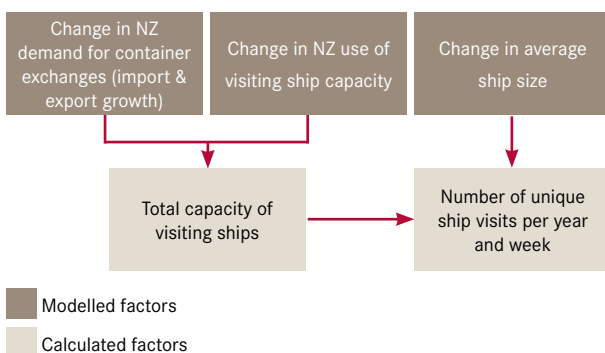 Change in NZ
demand for container
exchanges (import &
export growth)
Change in NZ use of
visiting ship capacity
Change in average
ship size
Total capacity of
visiting ships
Number of unique
ship visits per year
and week
Modelled factors
Calculated factors